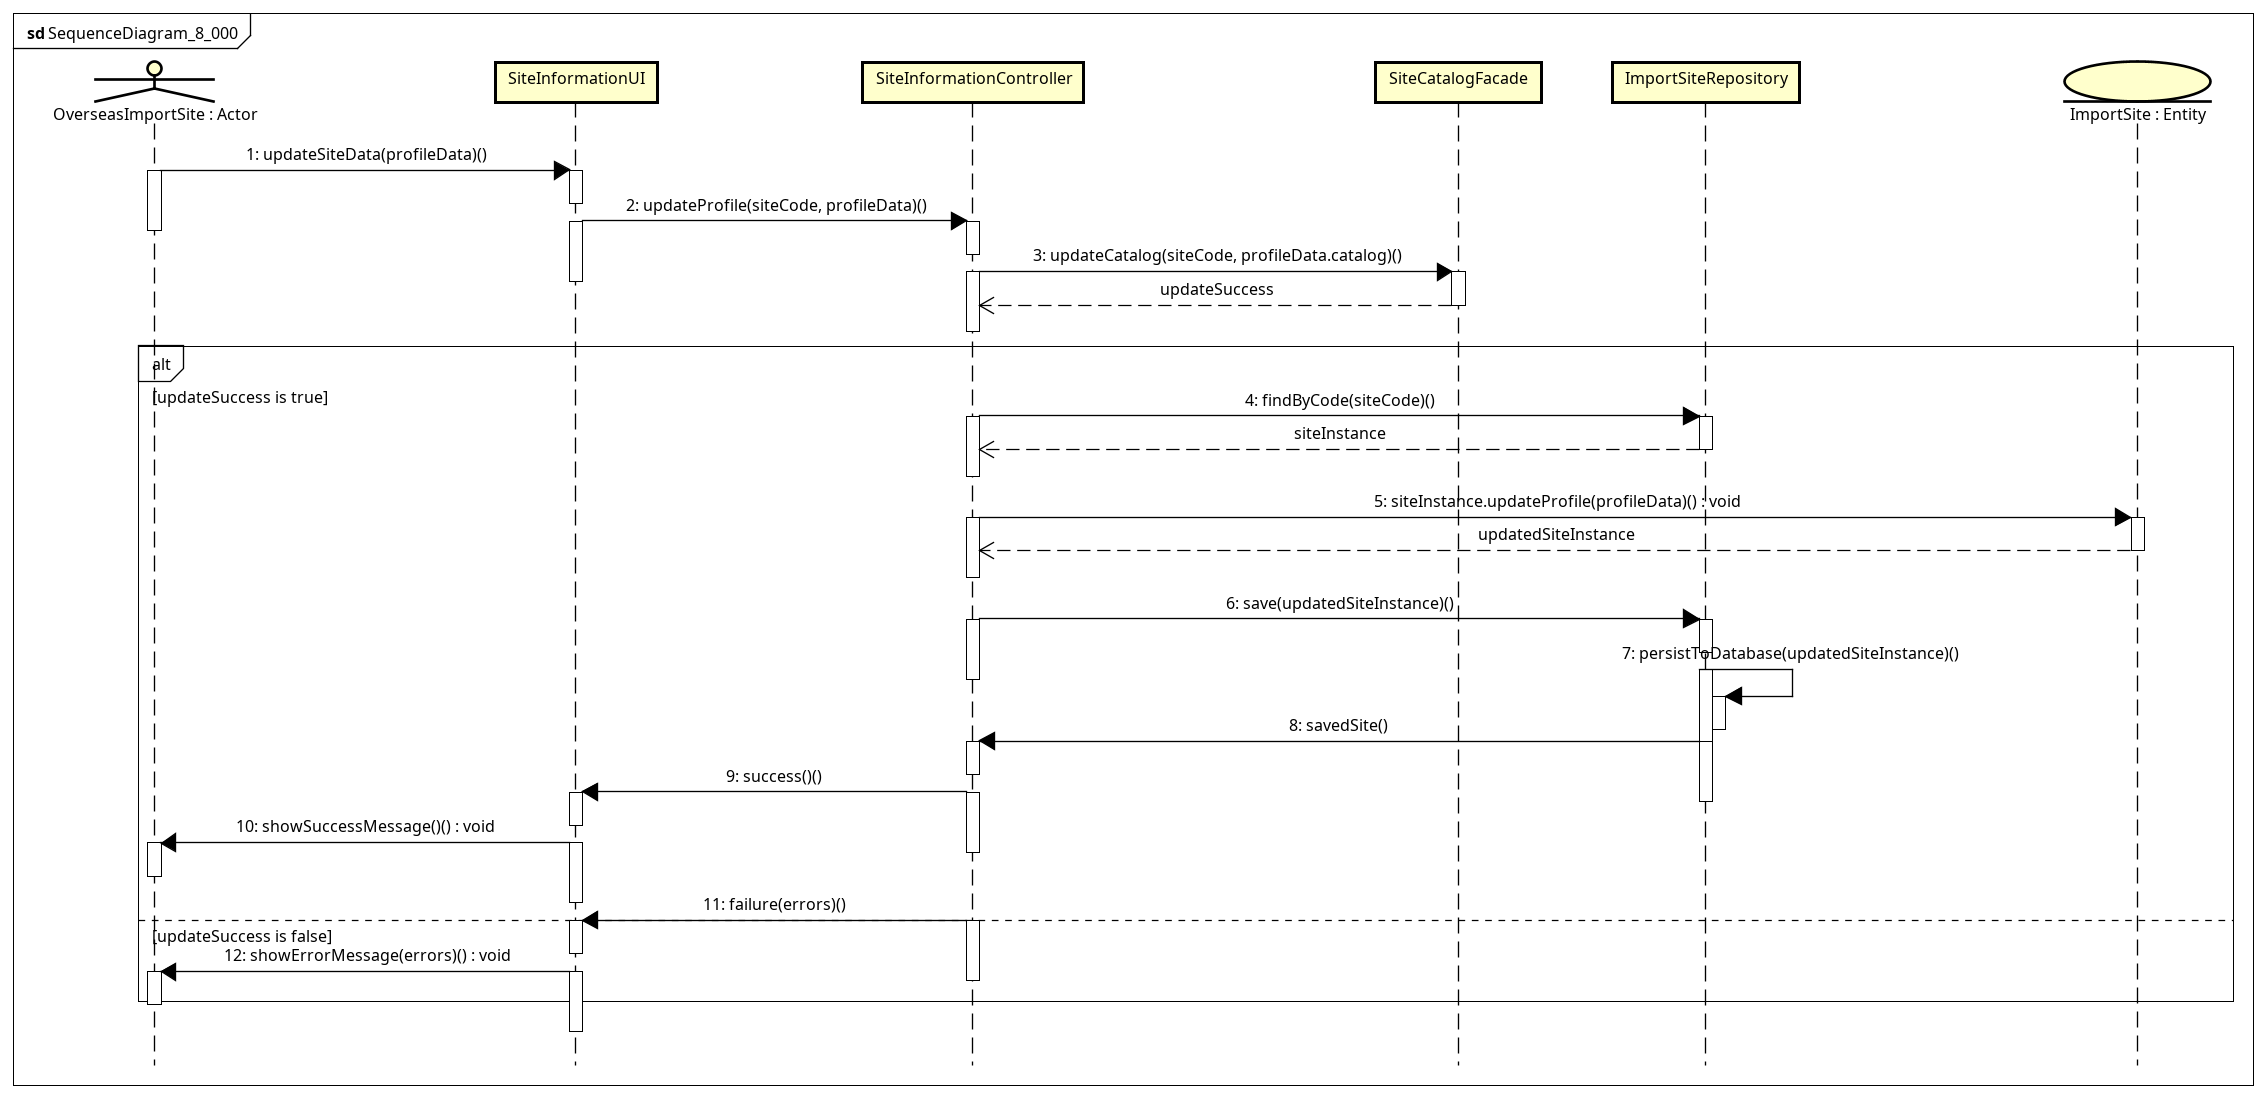 sd SequenceDiagram_8_000
OverseasImportSite : Actor
SiteInformationUI
SiteInformationController
SiteCatalogFacade
ImportSiteRepository
ImportSite : Entity
1: updateSiteData(profileData)()
2: updateProfile(siteCode, profileData)()
3: updateCatalog(siteCode, profileData.catalog)()
updateSuccess
alt
[updateSuccess is true]
4: findByCode(siteCode)()
siteInstance
5: siteInstance.updateProfile(profileData)() : void
updatedSiteInstance
6: save(updatedSiteInstance)()
7: persistToDatabase(updatedSiteInstance)()
8: savedSite()
9: success()()
10: showSuccessMessage()() : void
11: failure(errors)()
[updateSuccess is false]
12: showErrorMessage(errors)() : void